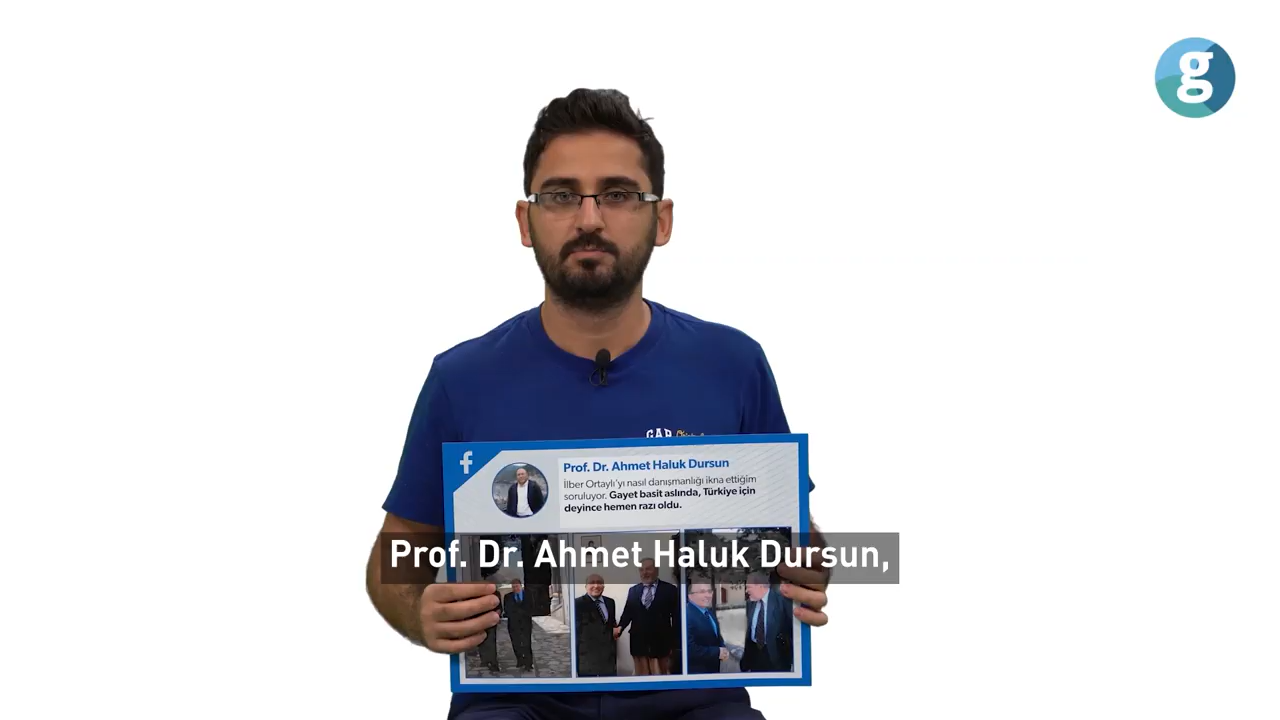 g
GAP
f
Prof. Dr. Ahmet Haluk Dursun
İlber Ortaylı'yı nasıl danışmanlığı ikna ettiğim
soruluyor. Gayet basit aslında, Türkiye için
deyince hemen razı oldu.
Prof. Dr. Ahmet Haluk Dursun,